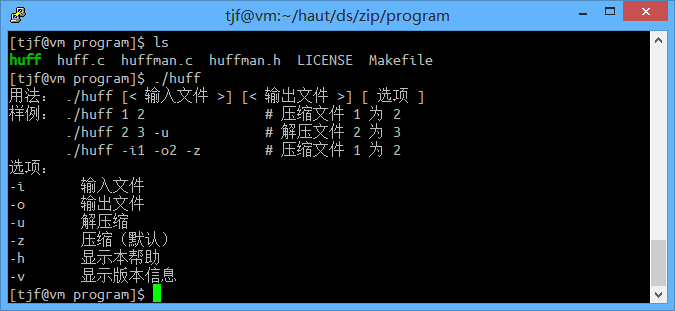 tjf@vm:~/haut/ds/zip/program
[tjf@vm program]$ ls
huff  huff.c  huffman.c  huffman.h  LICENSE  Makefile
[tjf@vm program]$ ./huff
用法: ./huff [< 输入文件 >] [< 输出文件 >] [ 选项 ]
样例: ./huff 1 2               # 压缩文件 1 为 2
       ./huff 2 3 -u            # 解压文件 2 为 3
       ./huff -i1 -o2 -z        # 压缩文件 1 为 2
选项:
-i       输入文件
-o       输出文件
-u       解压缩
-z       压缩（默认）
-h       显示本帮助
-v       显示版本信息
[tjf@vm program]$